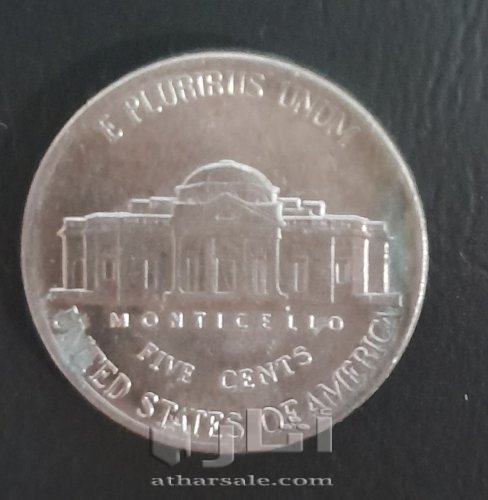 E PLURIBUS UNUM
MONTICELLO
FIVE CENTS
UNITED STATES OF AMERICA
atharsale.com